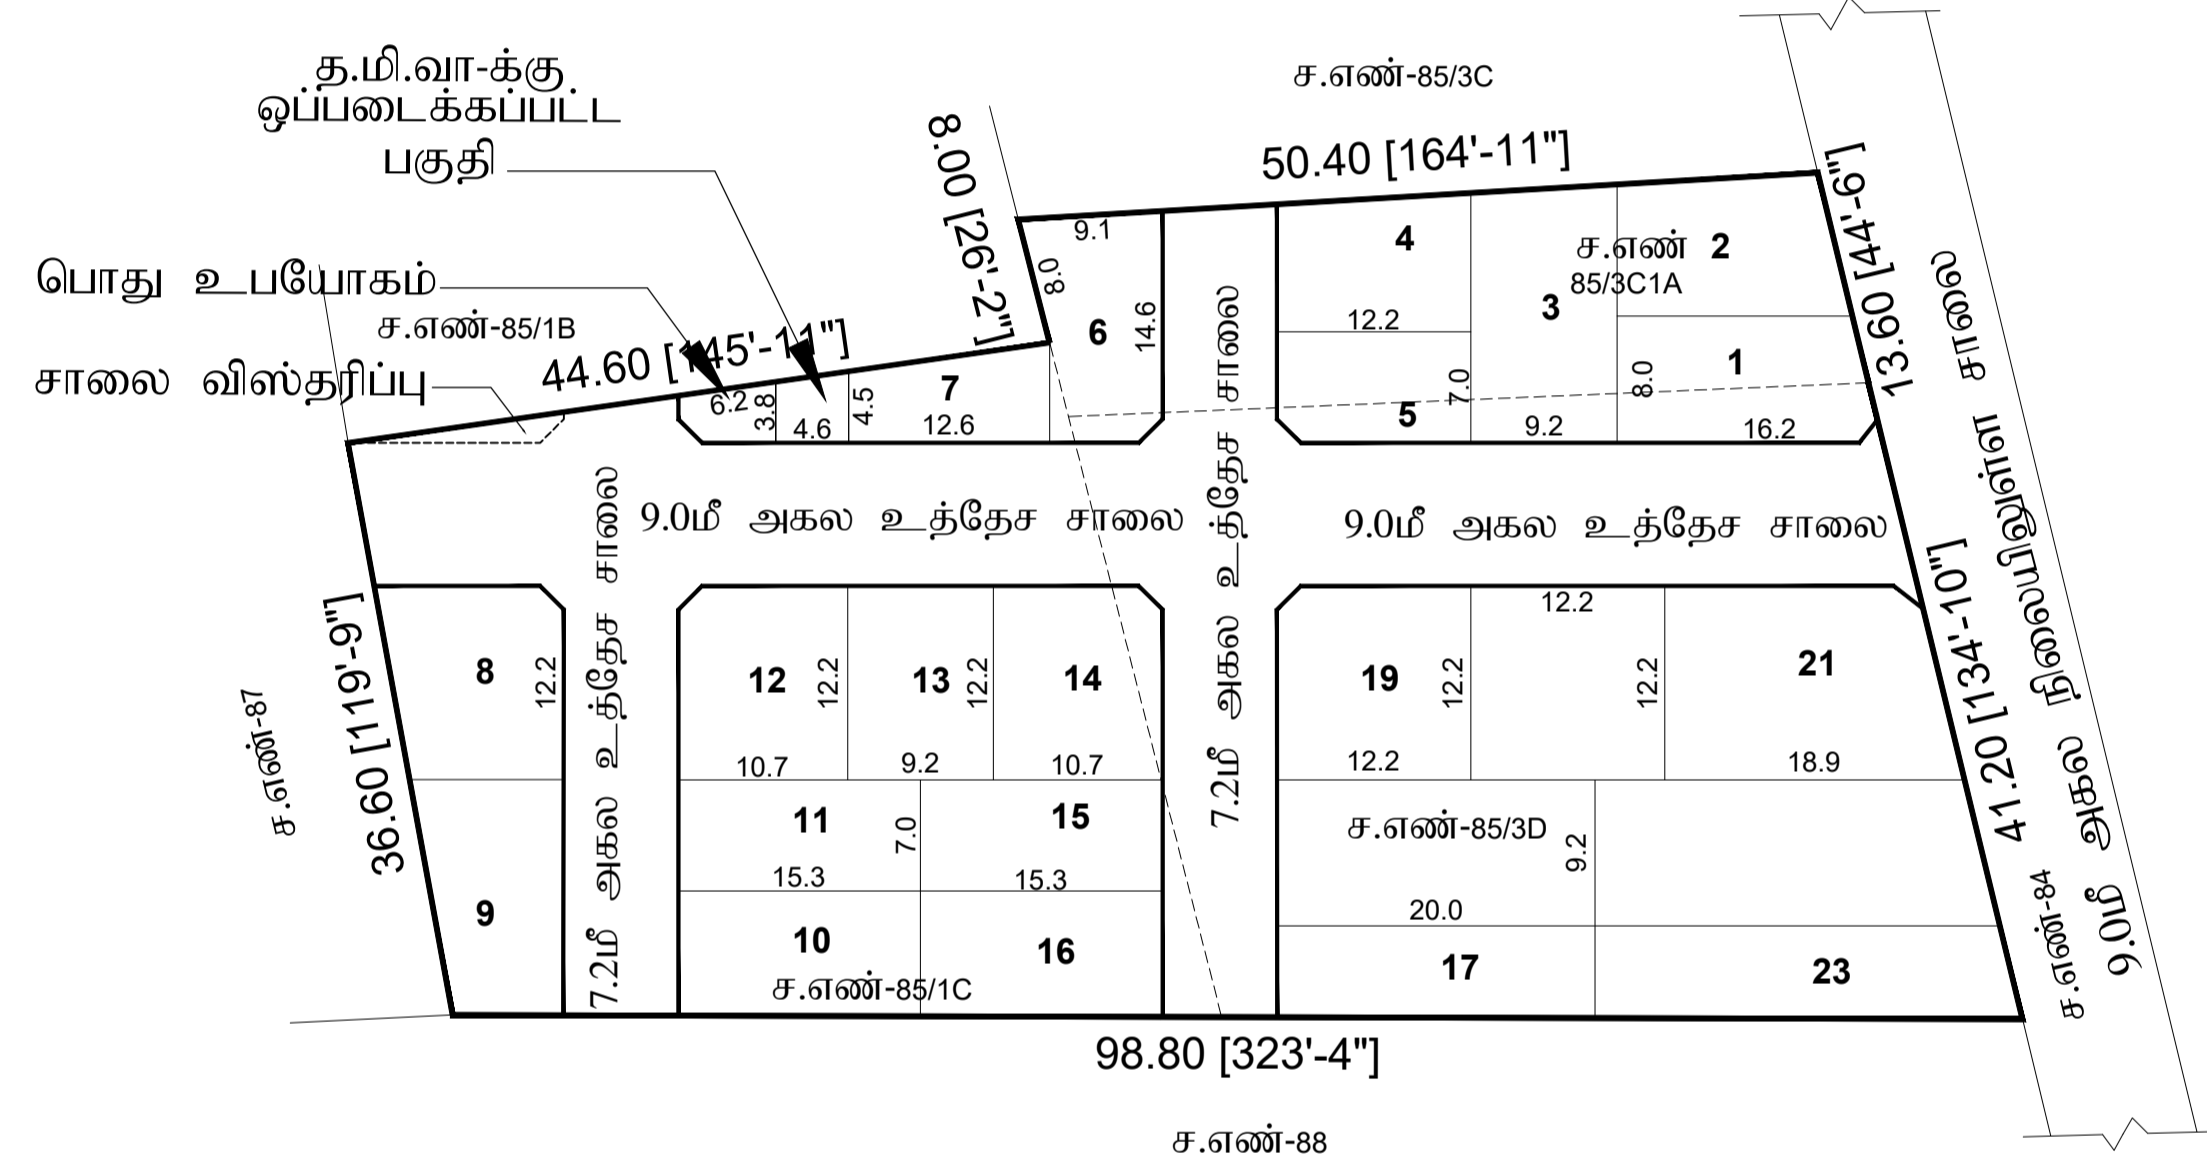 த.மி.வா-க்கு
ஒப்படைக்கப்பட்ட
பகுதி
பொது உபயோகம்
ச.எண்-85/1B
சாலை விஸ்தரிப்பு
44.60 [145'-11"]
8.00 [26'-2"]
ச.எண்-85/3C
50.40 [164'-11"]
13.60 [44'-6"]
9.1
8.0
6
14.6
4
12.2
5
7.0
3
9.2
ச.எண் 2
85/3C1A
8.0
1
16.2
6.2
3.8
4.6
4.5
7
12.6
9.0மீ அகல உத்தேச சாலை
9.0மீ அகல உத்தேச சாலை
7.2மீ அகல உத்தேச சாலை
7.2மீ அகல உத்தேச சாலை
9.0மீ அகல நிலையிலுள்ள சாலை
36.60 [119'-9"]
ச.எண்-87
8
12.2
9
12
12.2
10.7
13
12.2
9.2
14
10.7
11
7.0
15.3
15
15.3
10
ச.எண்-85/1C
16
19
12.2
12.2
12.2
12.2
21
18.9
ச.எண்-85/3D
9.2
20.0
17
23
41.20 [134'-10"]
ச.எண்-84
98.80 [323'-4"]
ச.எண்-88